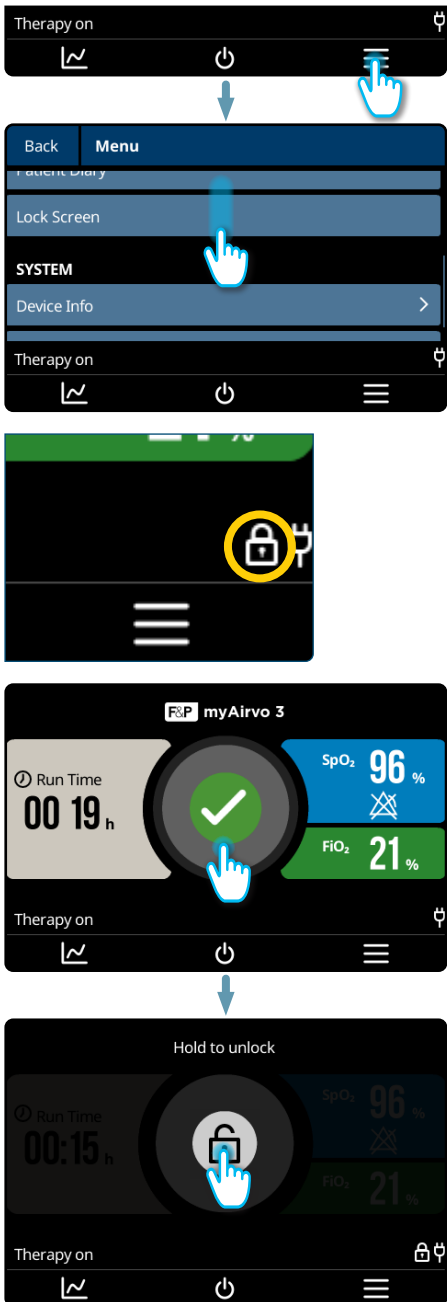 Therapy on
Back Menu
Patient Diary
Lock Screen
SYSTEM
Device Info
Therapy on
%
F&P myAirvo 3
Run Time
00 19 h
SpO₂ 96 %
FiO₂ 21 %
Therapy on
Hold to unlock
Run Time
00:15 h
SpO₂ 96 %
FiO₂ 21 %
Therapy on